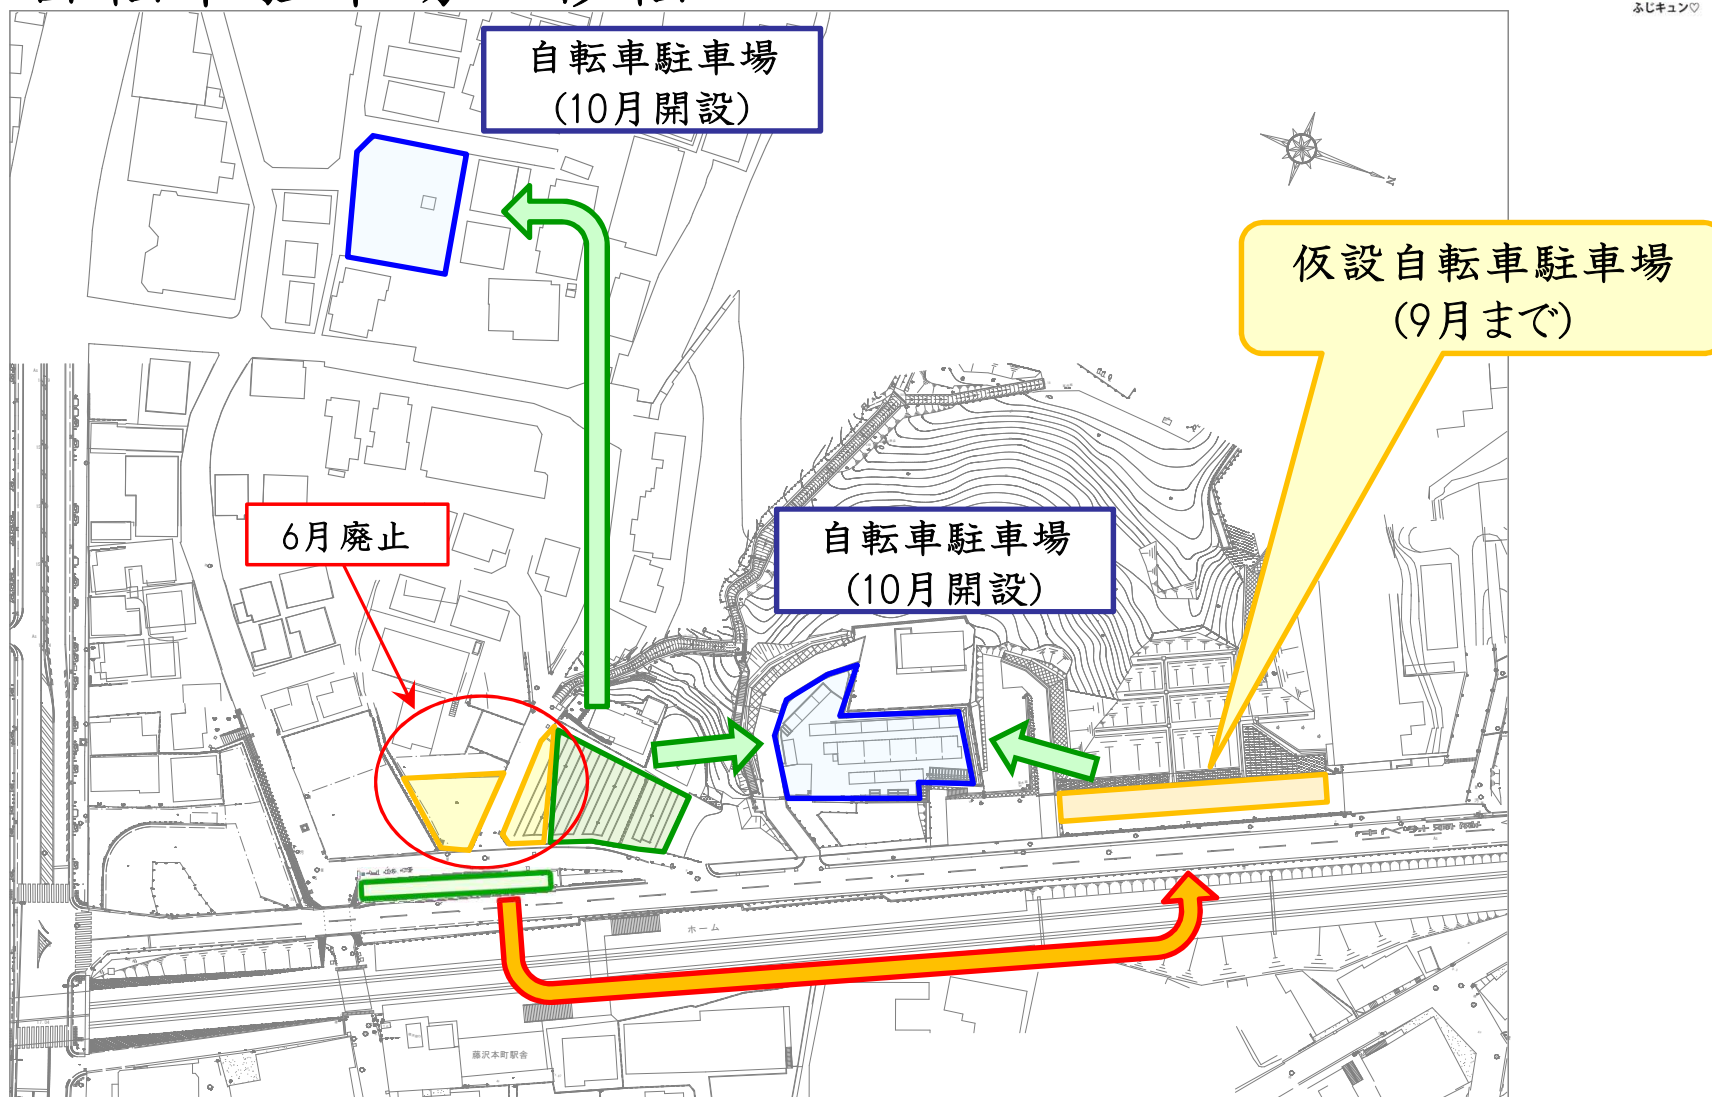 ふじキュン♡
自転車駐車場
(10月開設)
N
仮設自転車駐車場
(9月まで)
6月廃止
自転車駐車場
(10月開設)
ホーム
藤沢本町駅舎